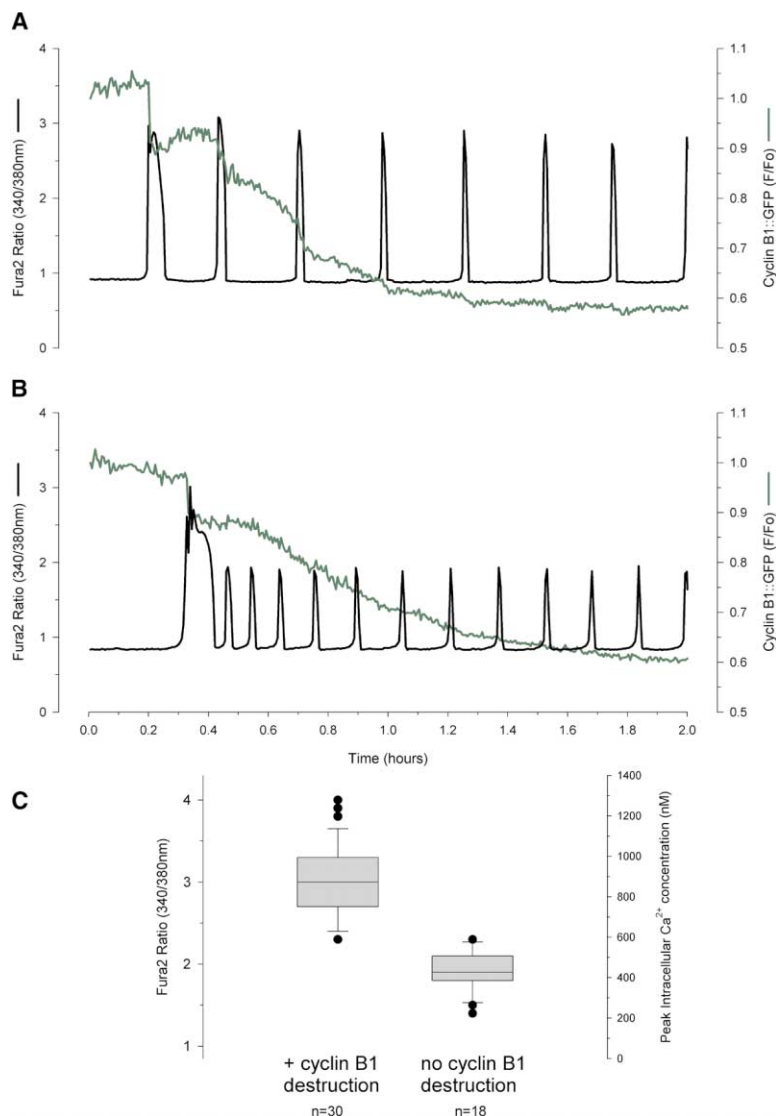 A
4
3
2
1
0
Fura2 Ratio (340/380nm)
1.1
1.0
0.9
0.8
0.7
0.6
0.5
Cyclin B1::GFP (F/Fo)
B
4
3
2
1
0
Fura2 Ratio (340/380nm)
1.1
1.0
0.9
0.8
0.7
0.6
0.5
Cyclin B1::GFP (F/Fo)
0.0 0.2 0.4 0.6 0.8 1.0 1.2 1.4 1.6 1.8 2.0
Time (hours)
C
4
3
2
1
Fura2 Ratio (340/380nm)
1400
1200
1000
800
600
400
200
0
Peak Intracellular Ca2+ concentration (nM)
+ cyclin B1 no cyclin B1
destruction destruction
n=30 n=18